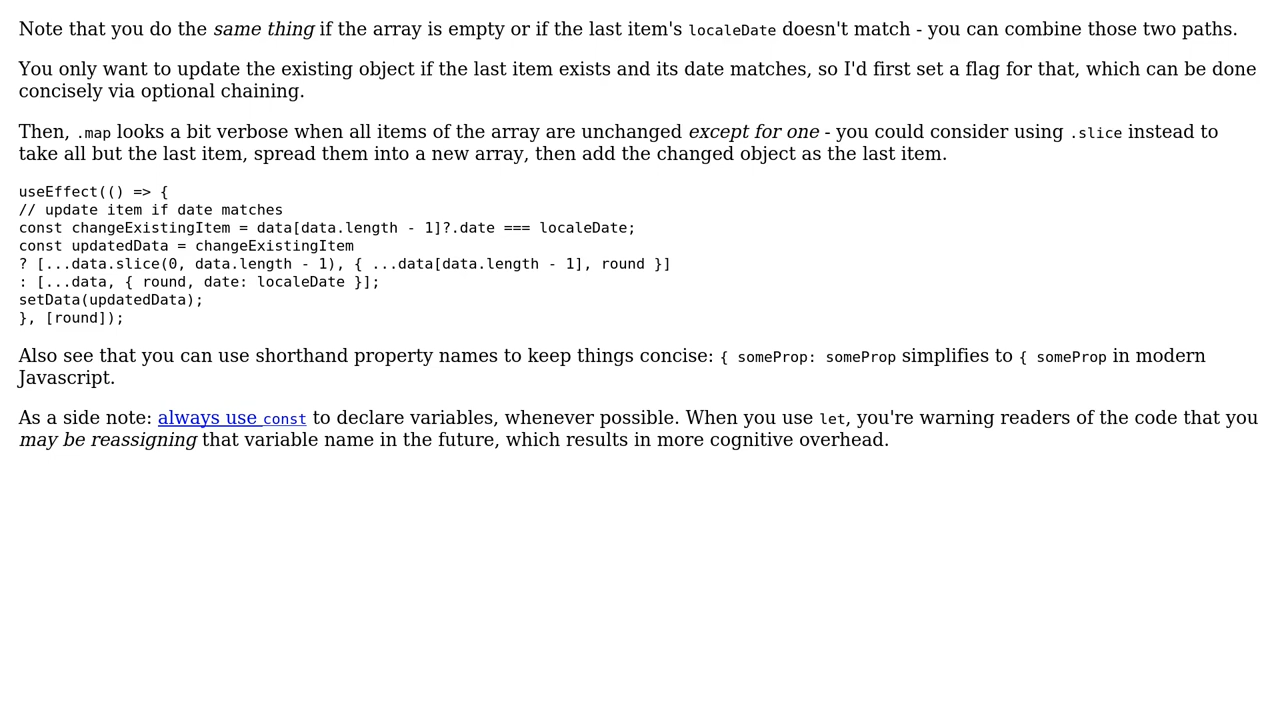 Note that you do the same thing if the array is empty or if the last item's localeDate doesn't match - you can combine those two paths.
You only want to update the existing object if the last item exists and its date matches, so I'd first set a flag for that, which can be done
concisely via optional chaining.
Then, .map looks a bit verbose when all items of the array are unchanged except for one - you could consider using .slice instead to
take all but the last item, spread them into a new array, then add the changed object as the last item.
useEffect(() => {
// update item if date matches
const changeExistingItem = data[data.length - 1]?.date === localeDate;
const updatedData = changeExistingItem
? [...data.slice(0, data.length - 1), { ...data[data.length - 1], round }]
: [...data, { round, date: localeDate }];
setData(updatedData);
}, [round]);
Also see that you can use shorthand property names to keep things concise: { someProp: someProp simplifies to { someProp in modern
Javascript.
As a side note: always use const to declare variables, whenever possible. When you use let, you're warning readers of the code that you
may be reassigning that variable name in the future, which results in more cognitive overhead.